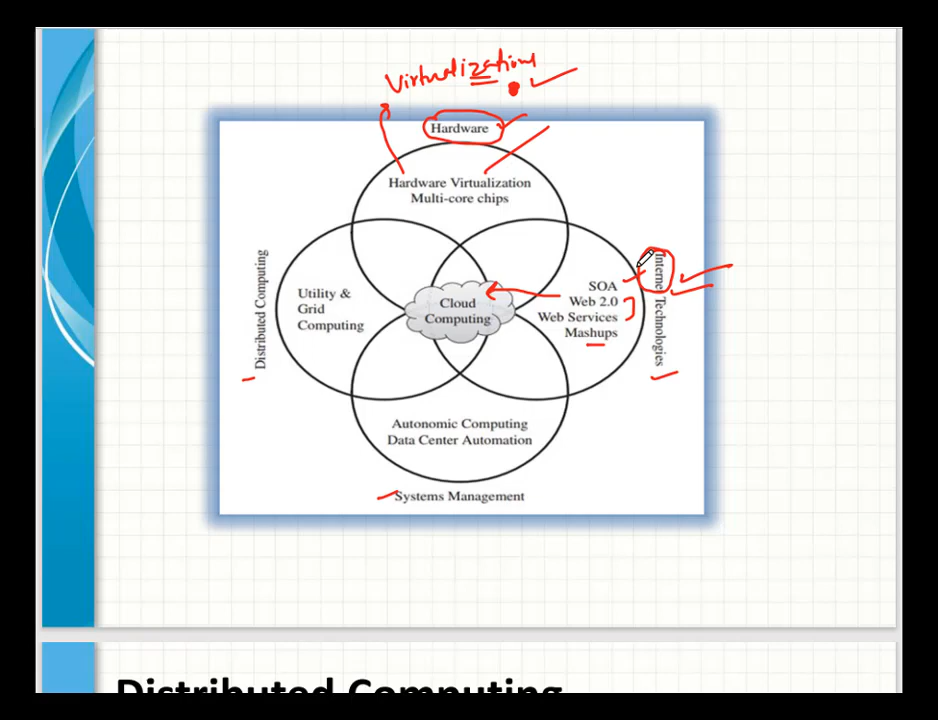 Virtualization
Hardware
Hardware Virtualization
Multi-core chips
Distributed Computing
Utility &
Grid
Computing
Cloud
Computing
SOA
Web 2.0
Web Services
Mashups
Internet Technologies
Autonomic Computing
Data Center Automation
Systems Management
Distributed Computing